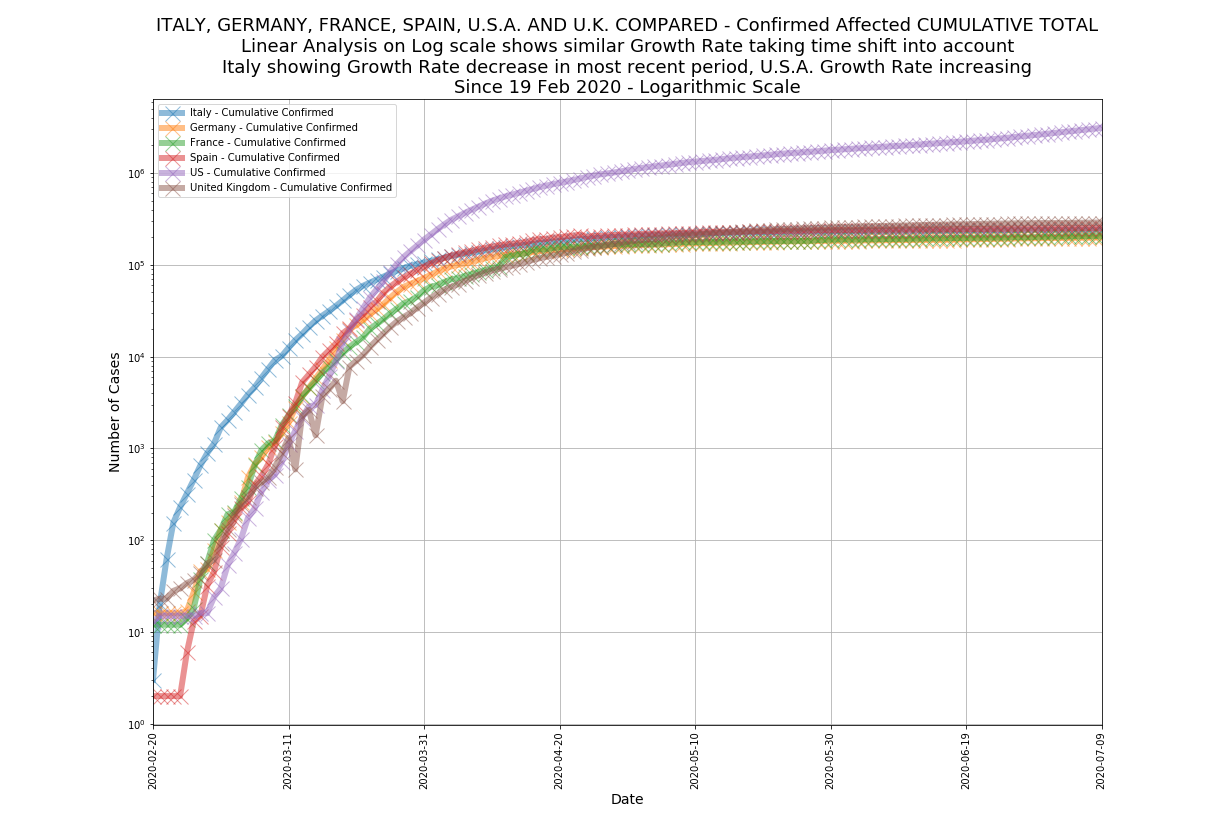 ITALY, GERMANY, FRANCE, SPAIN, U.S.A. AND U.K. COMPARED - Confirmed Affected CUMULATIVE TOTAL
Linear Analysis on Log scale shows similar Growth Rate taking time shift into account
Italy showing Growth Rate decrease in most recent period, U.S.A. Growth Rate increasing
Since 19 Feb 2020 - Logarithmic Scale
Italy - Cumulative Confirmed
Germany - Cumulative Confirmed
France - Cumulative Confirmed
Spain - Cumulative Confirmed
US - Cumulative Confirmed
United Kingdom - Cumulative Confirmed
Number of Cases
10⁶
10⁵
10⁴
10³
10²
10¹
10⁰
2020-02-20
2020-03-11
2020-03-31
2020-04-20
2020-05-10
2020-05-30
2020-06-19
2020-07-09
Date